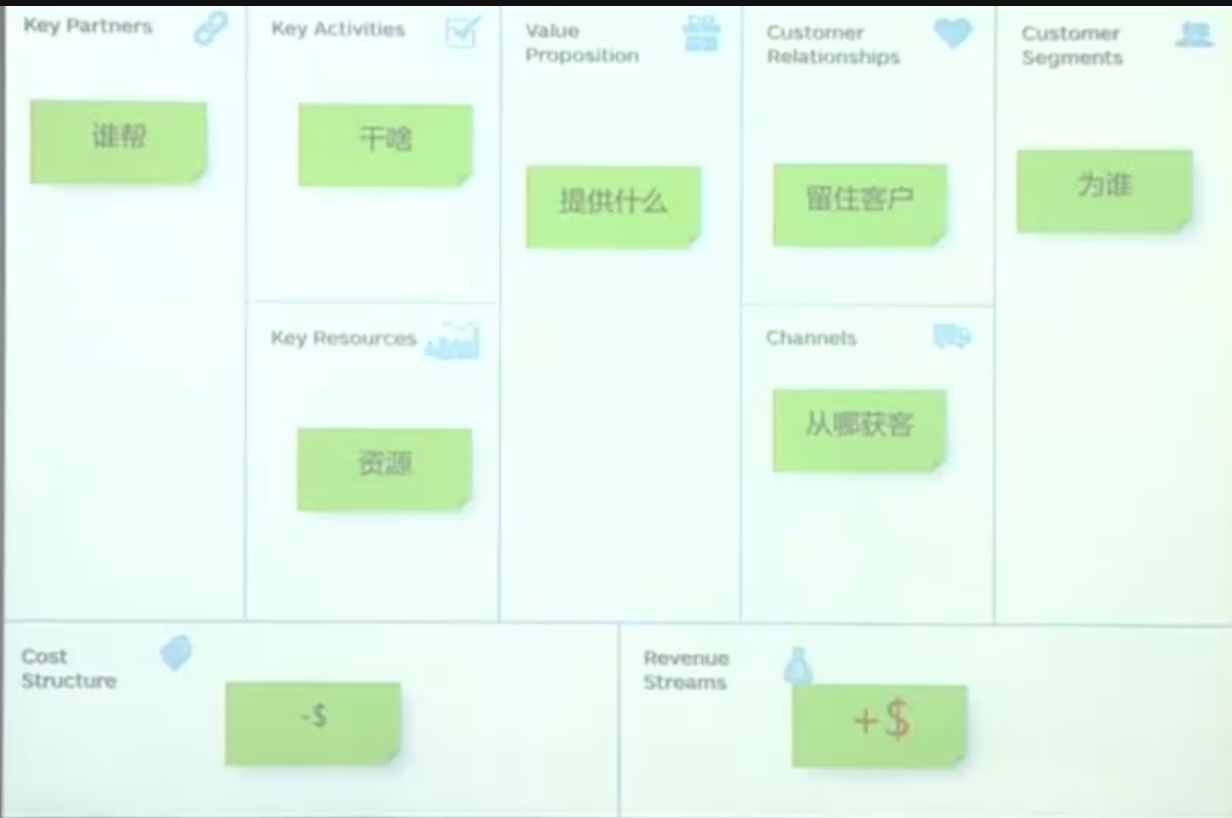 Key Partners
谁帮
Key Activities
干啥
Key Resources
资源
Value
Proposition
提供什么
Customer
Relationships
留住客户
Channels
从哪获客
Customer
Segments
为谁
Cost
Structure
-$
Revenue
Streams
+$